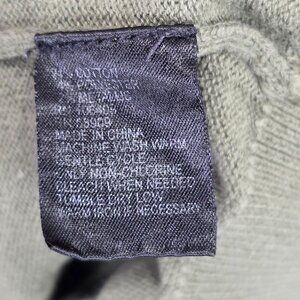 COTTON
POLYESTER
METALLIC
MADE IN CHINA
MACHINE WASH WARM
GENTLE CYCLE
ONLY NON-CHLORINE
BLEACH WHEN NEEDED
TUMBLE DRY LOW
WARM IRON IF NECESSARY